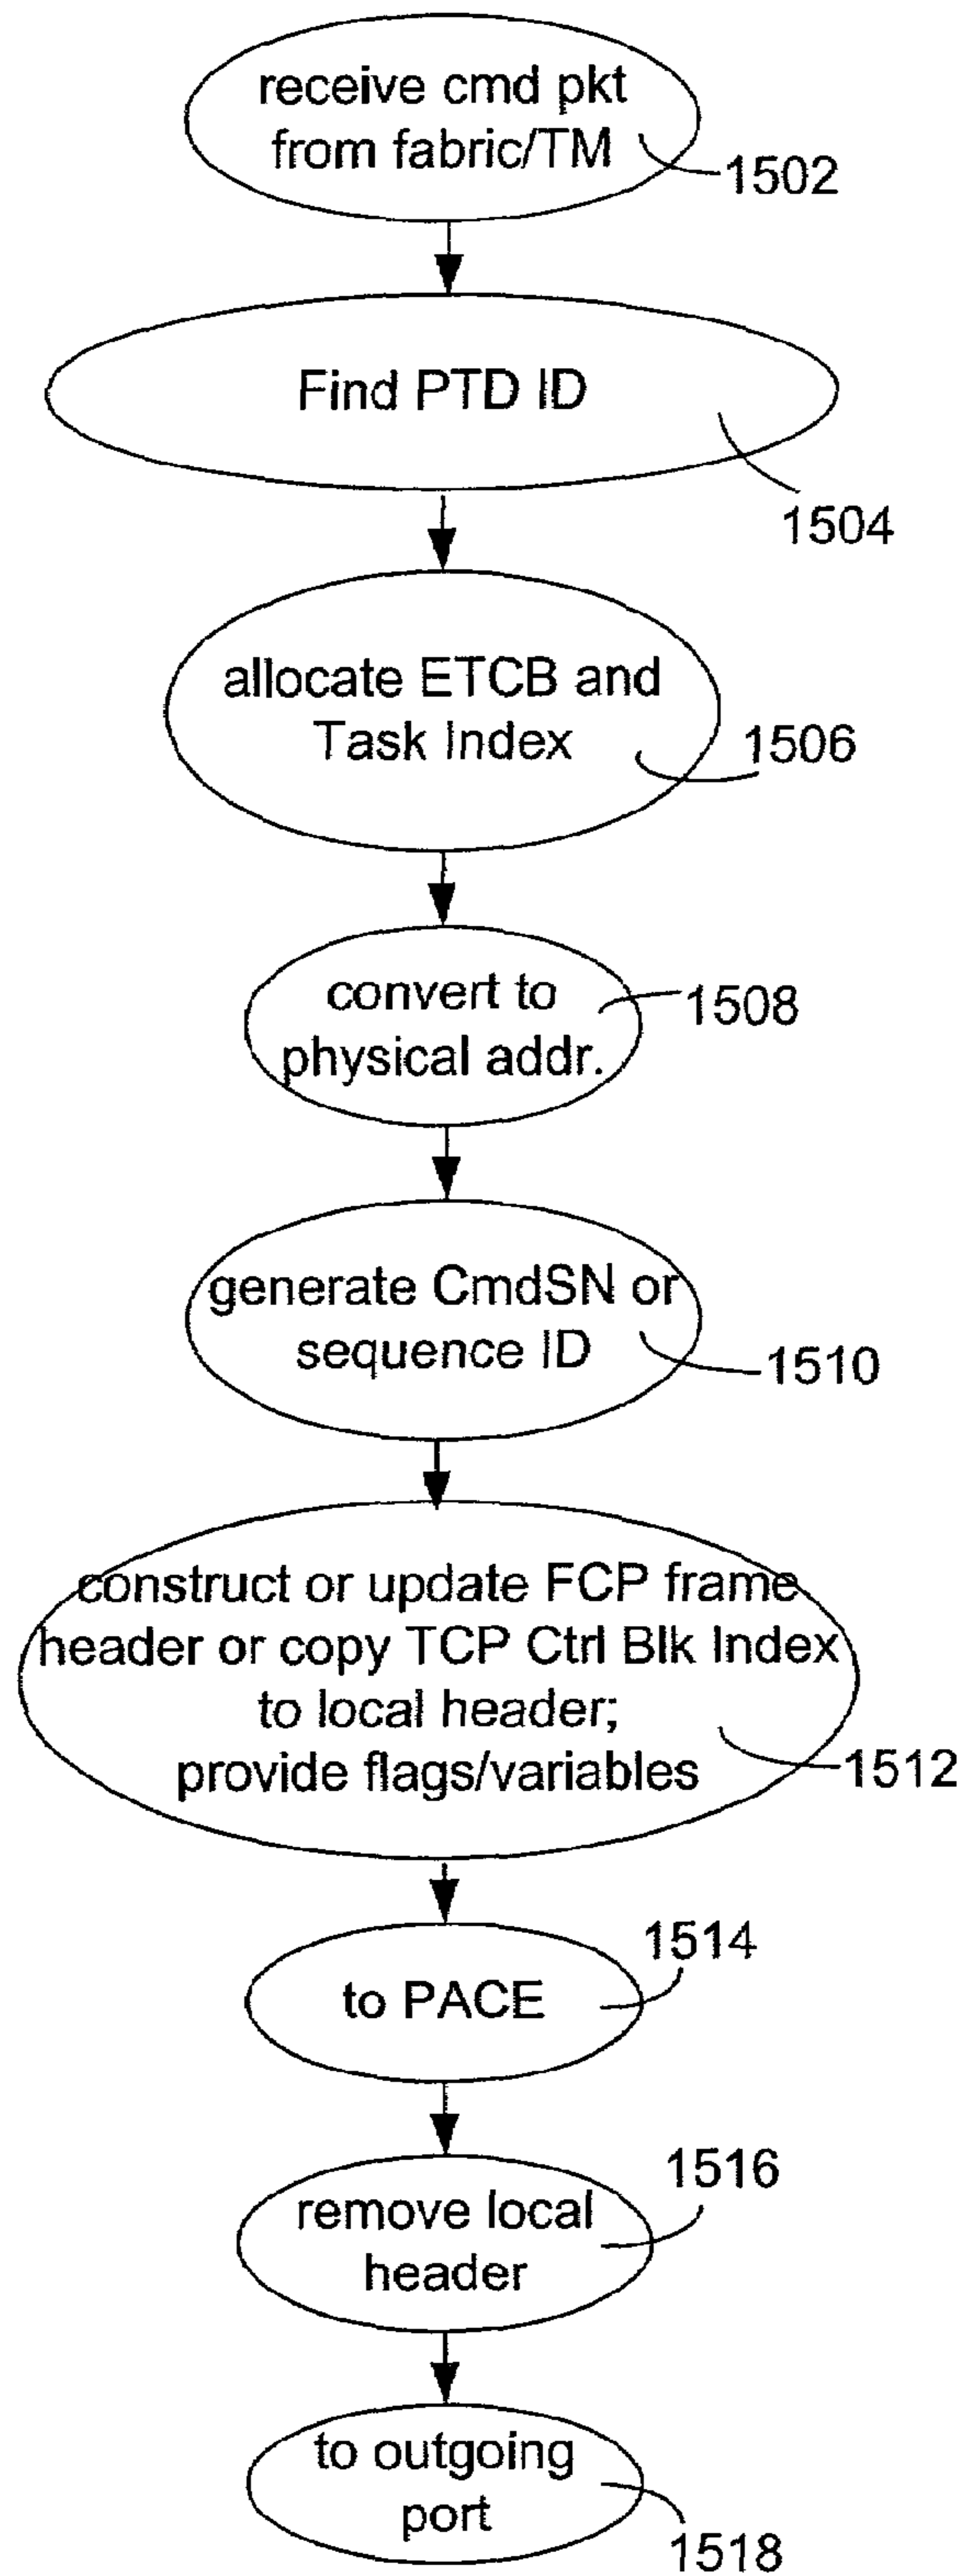 receive cmd pkt
from fabric/TM
1502
Find PTD ID
1504
allocate ETCB and
Task Index
1506
convert to
physical addr.
1508
generate CmdSN or
sequence ID
1510
construct or update FCP frame
header or copy TCP Ctrl Blk Index
to local header;
provide flags/variables
1512
to PACE
1514
remove local
header
1516
to outgoing
port
1518